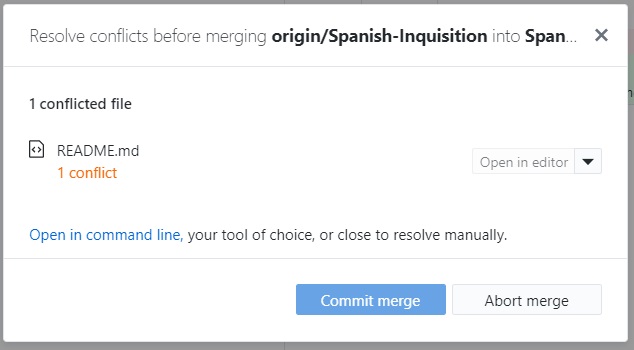 Resolve conflicts before merging origin/Spanish-Inquisition into Span...
1 conflicted file
README.md
1 conflict
Open in editor
Open in command line, your tool of choice, or close to resolve manually.
Commit merge
Abort merge